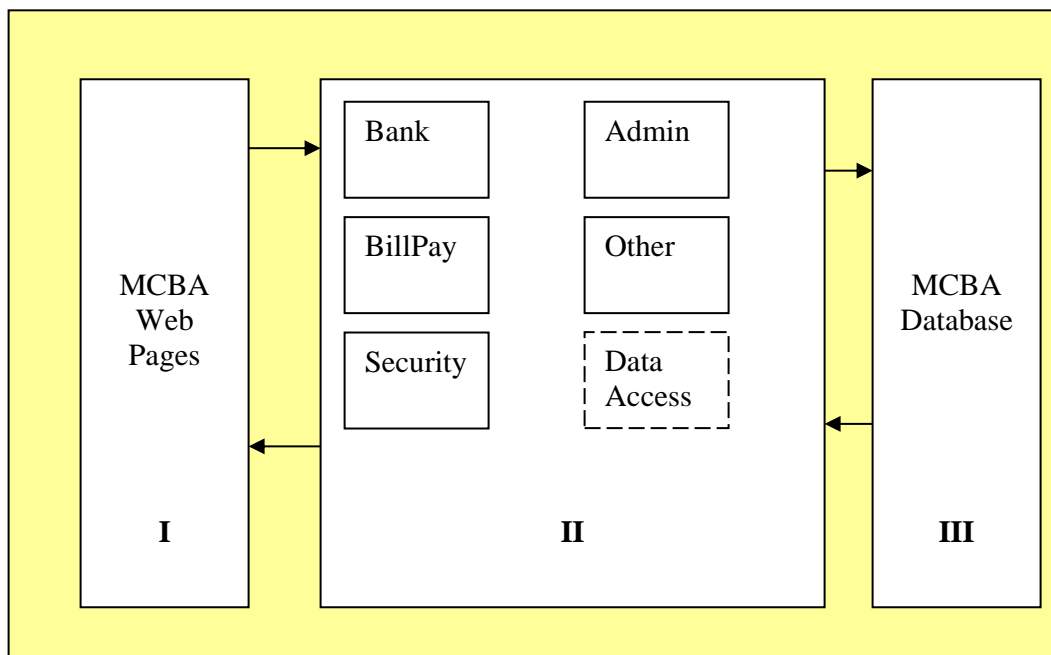 MCBA
Web
Pages
I
Bank
Admin
BillPay
Other
Security
Data
Access
II
MCBA
Database
III